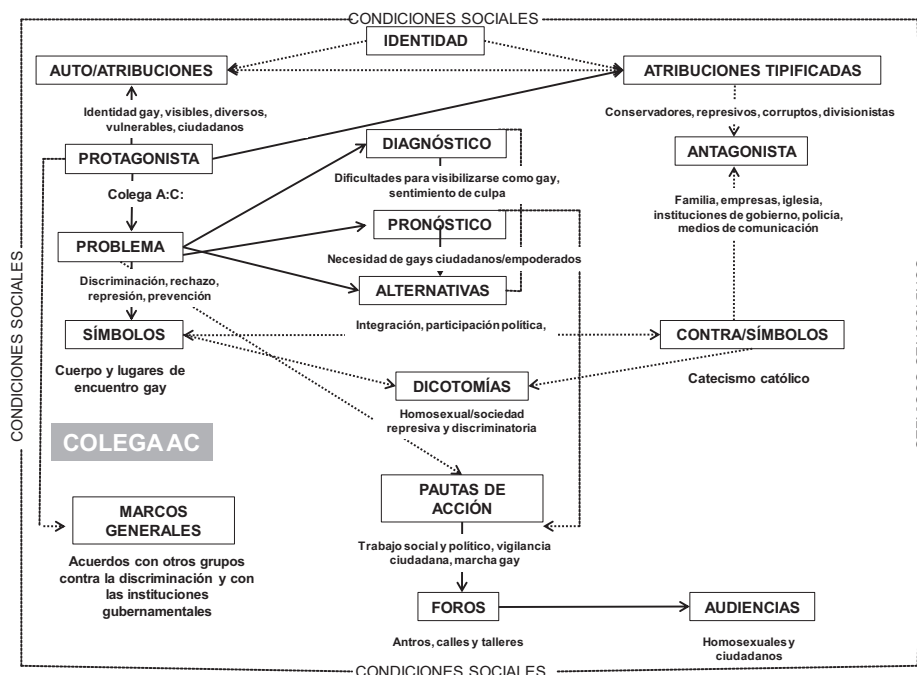 CONDICIONES SOCIALES
IDENTIDAD
AUTO/ATRIBUCIONES
ATRIBUCIONES TIPIFICADAS
Identidad gay, visibles, diversos,
vulnerables, ciudadanos
Conservadores, represivos, corruptos, divisionistas
DIAGNÓSTICO
PROTAGONISTA
ANTAGONISTA
Dificultades para visibilizarse como gay,
sentimiento de culpa
Colega A:C:
Familia, empresas, iglesia,
instituciones de gobierno, policía,
medios de comunicación
PRONÓSTICO
PROBLEMA
Necesidad de gays ciudadanos/empoderados
Discriminación, rechazo,
represión, prevención
ALTERNATIVAS
SÍMBOLOS
Integración, participación política,
CONTRA/SÍMBOLOS
Cuerpo y lugares de
encuentro gay
DICOTOMÍAS
Catecismo católico
Homosexual/sociedad
represiva y discriminatoria
COLEGA AC
PAUTAS DE
ACCIÓN
MARCOS
GENERALES
Trabajo social y político, vigilancia
ciudadana, marcha gay
Acuerdos con otros grupos
contra la discriminación y con
las instituciones
gubernamentales
FOROS
AUDIENCIAS
Antros, calles y talleres
Homosexuales y
ciudadanos
CONDICIONES SOCIALES
CONDICIONES SOCIALES